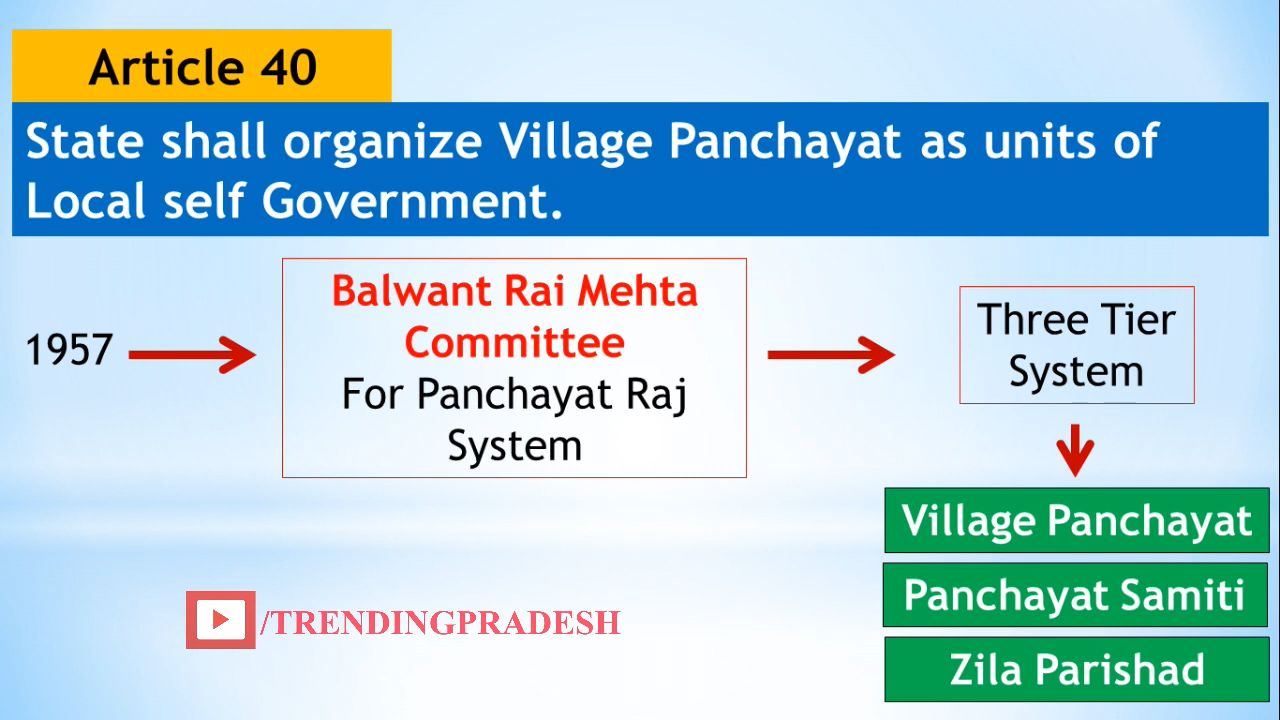 Article 40
State shall organize Village Panchayat as units of
Local self Government.
1957
Balwant Rai Mehta
Committee
For Panchayat Raj
System
Three Tier
System
Village Panchayat
Panchayat Samiti
Zila Parishad
/TRENDINGPRADESH